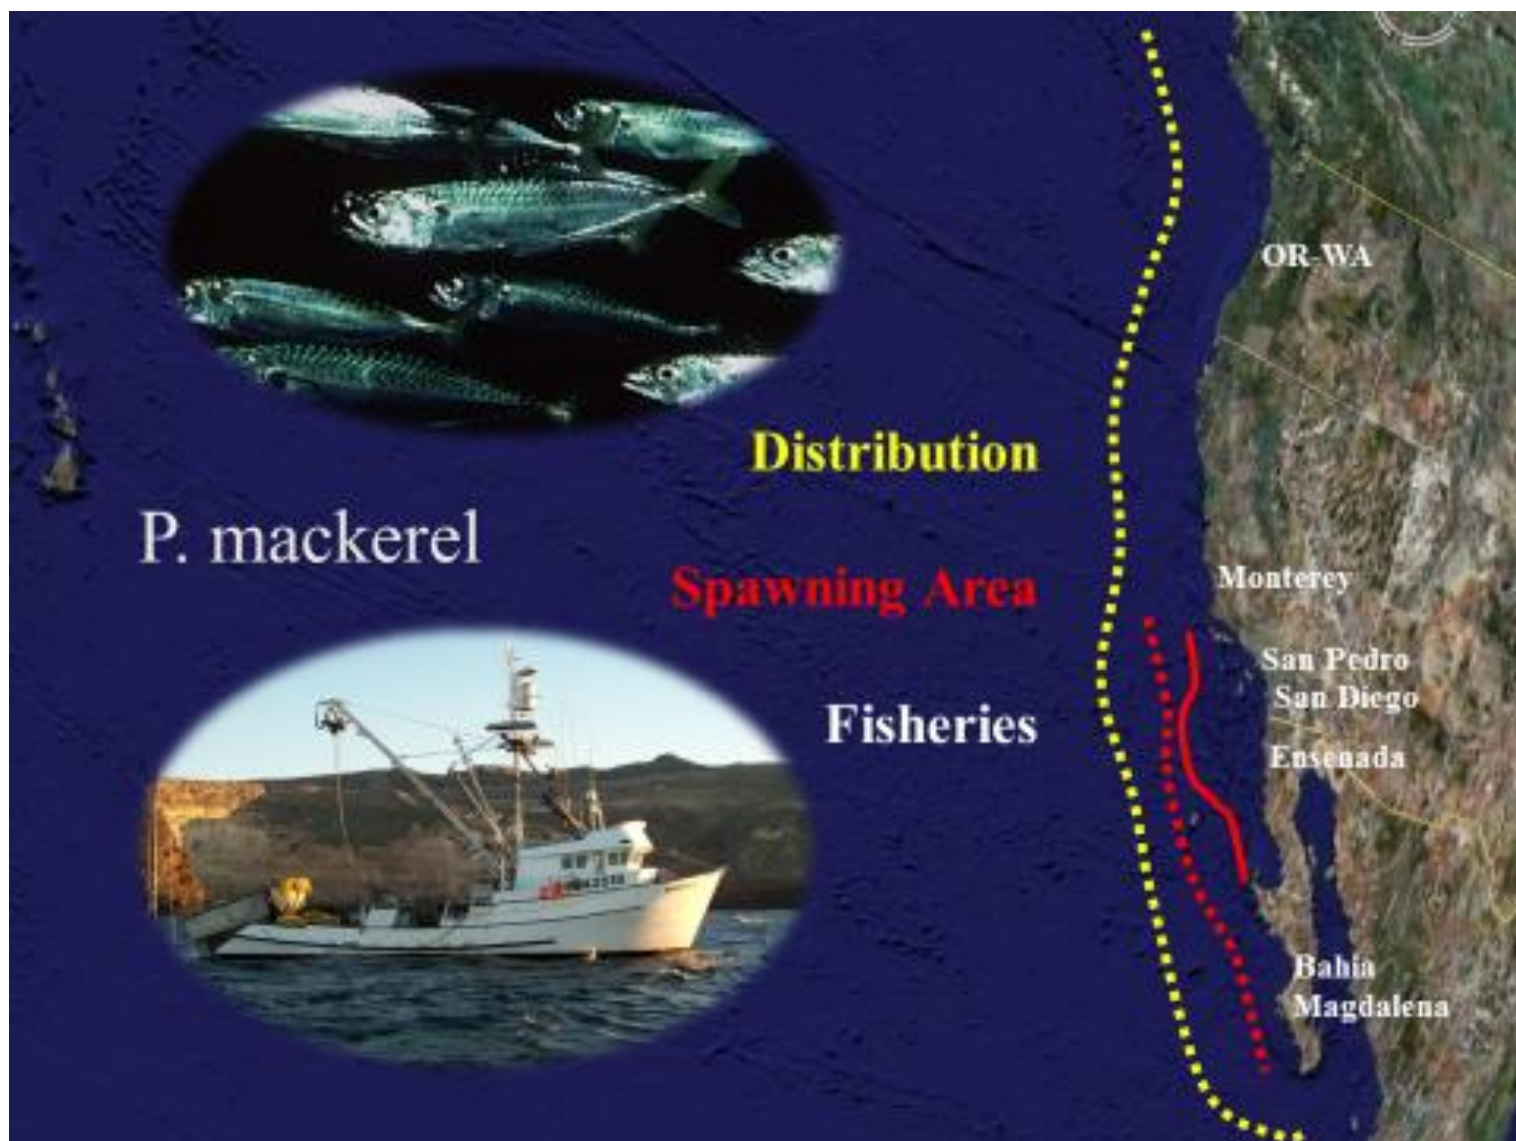 OR-WA
Distribution
P. mackerel
Spawning Area
Monterey
San Pedro
San Diego
Fisheries
Ensenada
Bahia
Magdalena